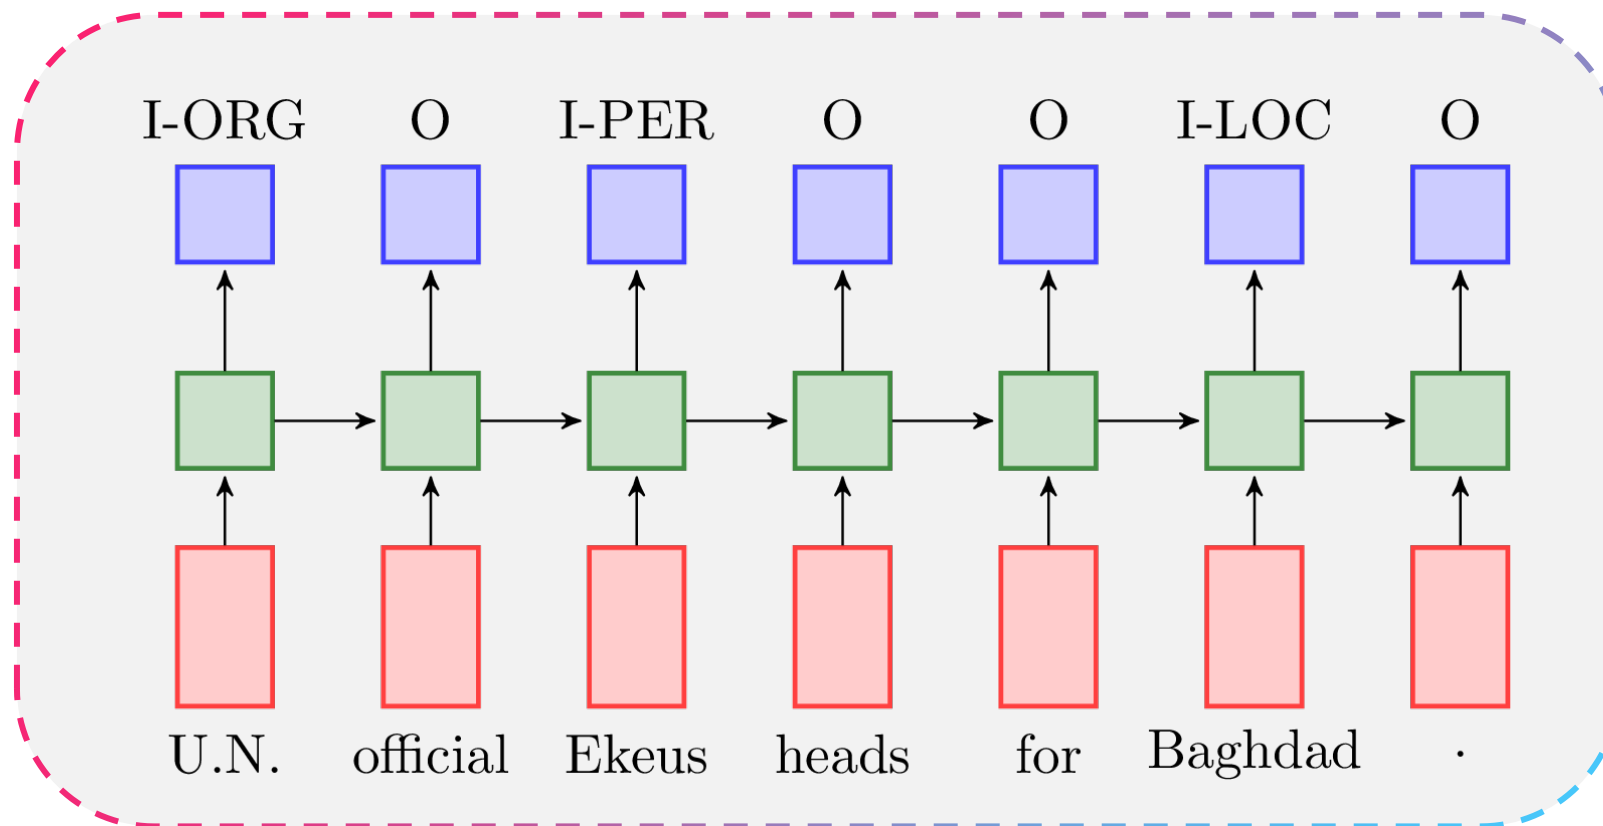 I-ORG O I-PER O O I-LOC O
U.N. official Ekeus heads for Baghdad .